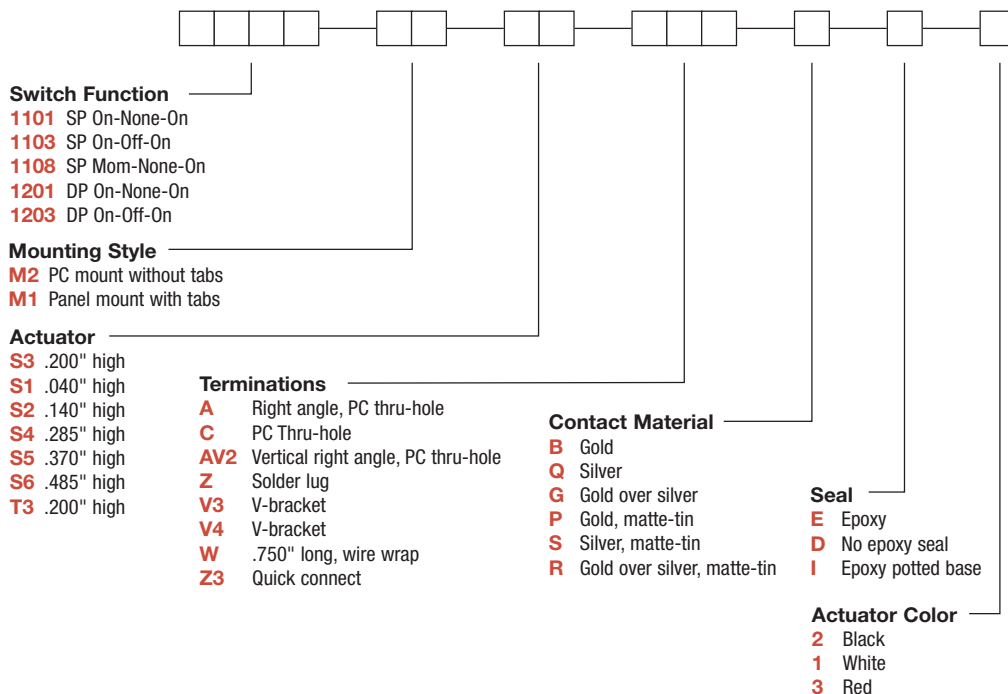 Switch Function
1101 SP On-None-On
1103 SP On-Off-On
1108 SP Mom-None-On
1201 DP On-None-On
1203 DP On-Off-On
Mounting Style
M2 PC mount without tabs
M1 Panel mount with tabs
Actuator
S3 .200" high
S1 .040" high
S2 .140" high
S4 .285" high
S5 .370" high
S6 .485" high
T3 .200" high
Terminations
A Right angle, PC thru-hole
C PC Thru-hole
AV2 Vertical right angle, PC thru-hole
Z Solder lug
V3 V-bracket
V4 V-bracket
W .750" long, wire wrap
Z3 Quick connect
Contact Material
B Gold
Q Silver
G Gold over silver
P Gold, matte-tin
S Silver, matte-tin
R Gold over silver, matte-tin
Seal
E Epoxy
D No epoxy seal
I Epoxy potted base
Actuator Color
2 Black
1 White
3 Red